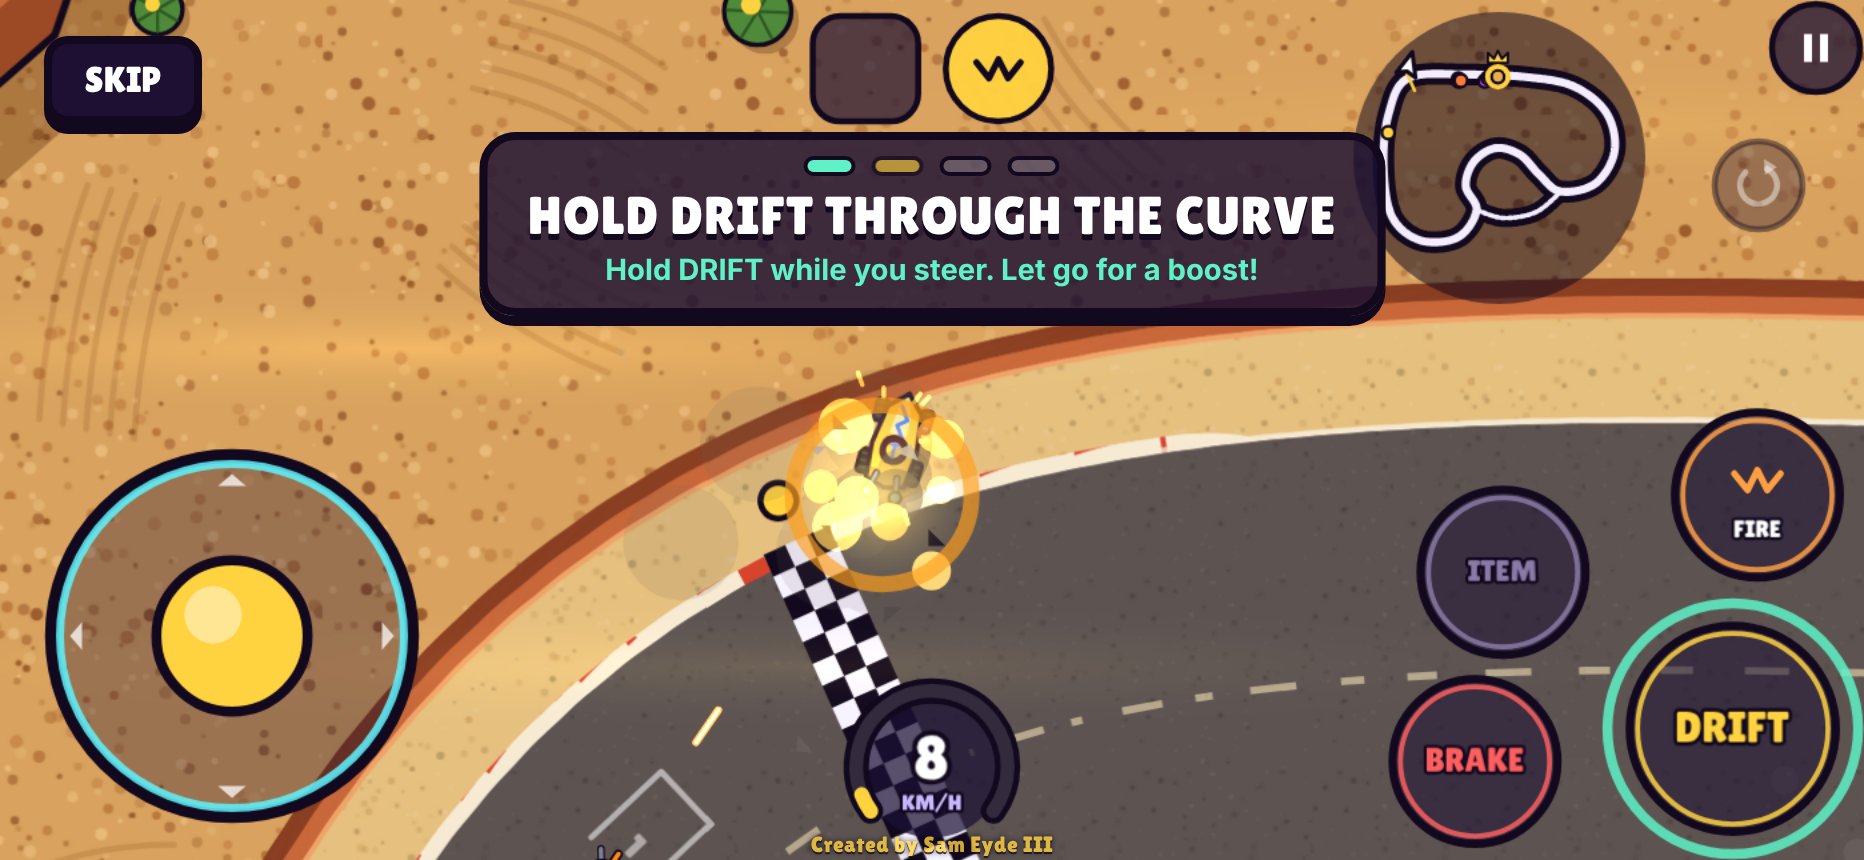 SKIP
HOLD DRIFT THROUGH THE CURVE
Hold DRIFT while you steer. Let go for a boost!
C
FIRE
ITEM
DRIFT
BRAKE
8
KM/H
Created by Sam Eyde III